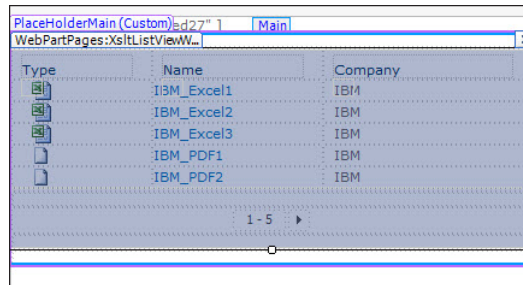 PlaceHolderMain (Custom) ed27" ] Main
WebPartPages:XsltListViewW...
Type Name Company
IBM_Excel1 IBM
IBM_Excel2 IBM
IBM_Excel3 IBM
IBM_PDF1 IBM
IBM_PDF2 IBM
1 - 5